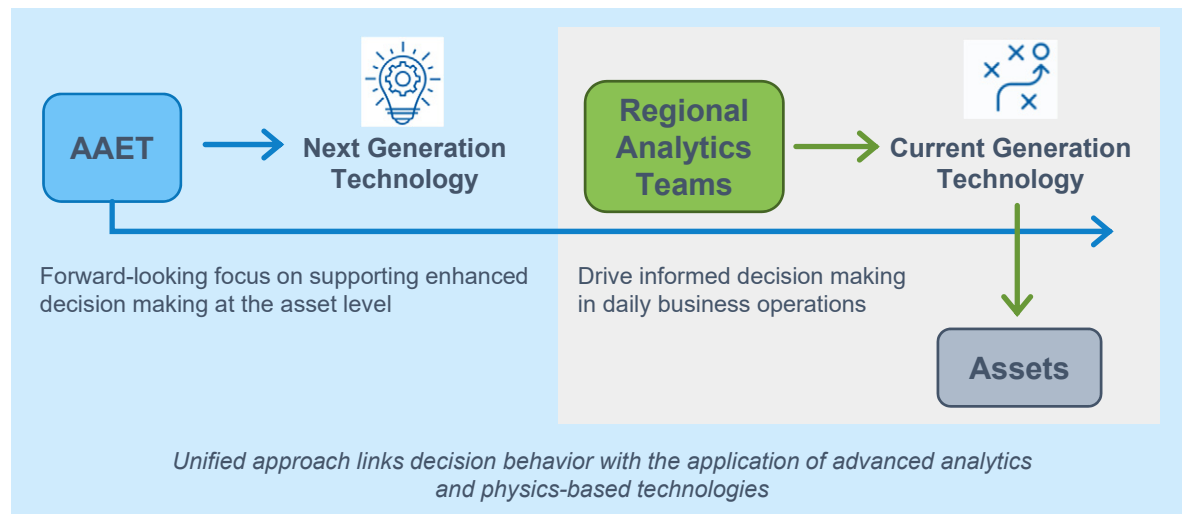 AAET
Next Generation
Technology
Regional
Analytics
Teams
Current Generation
Technology
Forward-looking focus on supporting enhanced
decision making at the asset level
Drive informed decision making
in daily business operations
Assets
Unified approach links decision behavior with the application of advanced analytics
and physics-based technologies